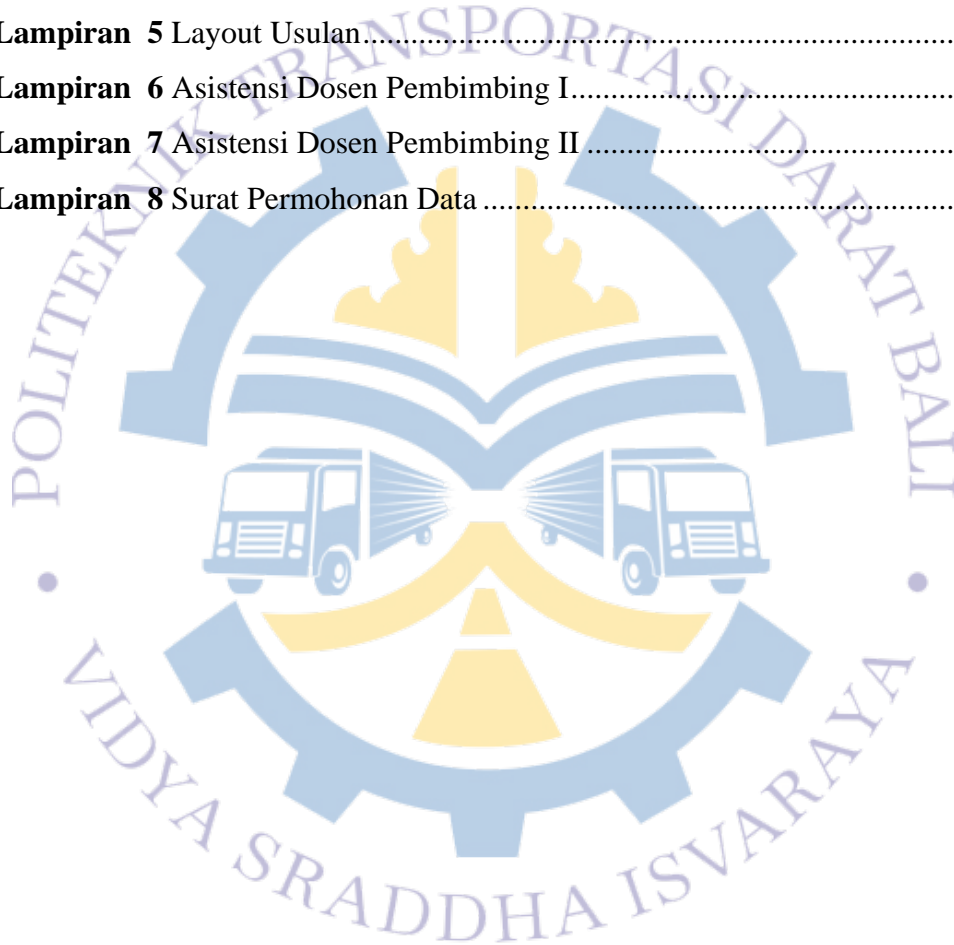 Lampiran 5 Layout Usulan
Lampiran 6 Asistensi Dosen Pembimbing I
Lampiran 7 Asistensi Dosen Pembimbing II
Lampiran 8 Surat Permohonan Data
POLITEKNIK TRANSPORTASI DARAT BALI
VIDYA SRADDHA ISVARAYA